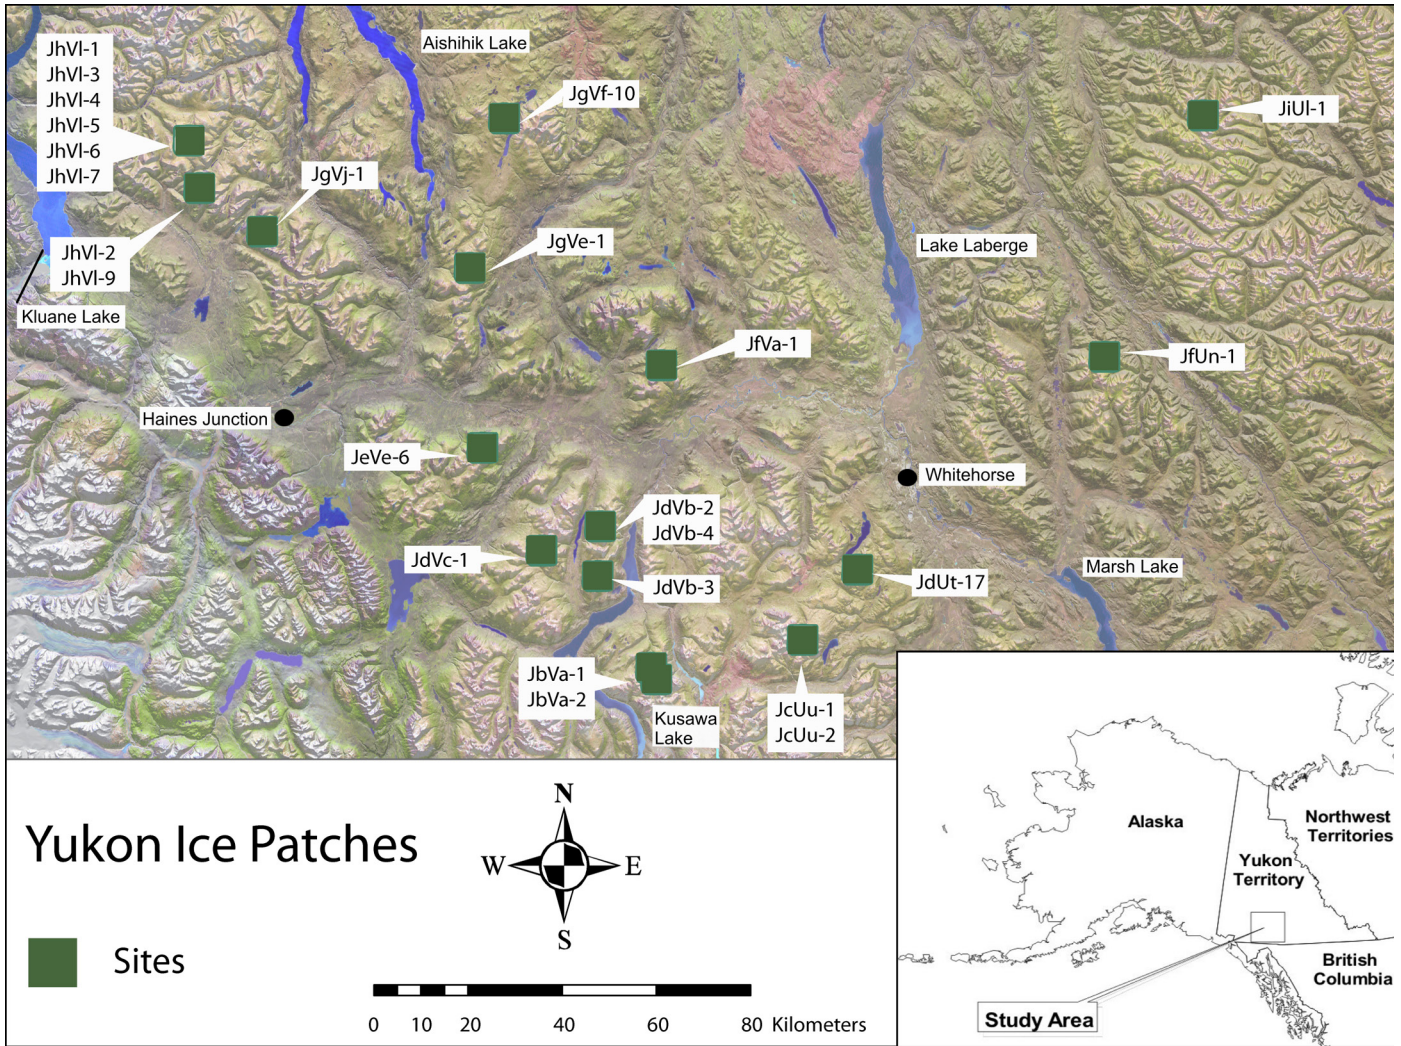 JhVl-1
JhVl-3
JhVl-4
JhVl-5
JhVl-6
JhVl-7
Aishihik Lake
JgVf-10
JiUl-1
JgVj-1
JhVl-2
JhVl-9
JgVe-1
Lake Laberge
Kluane Lake
JfVa-1
JfUn-1
Haines Junction
JeVe-6
Whitehorse
JdVb-2
JdVb-4
JdVc-1
JdVb-3
JdUt-17
Marsh Lake
JbVa-1
JbVa-2
Kusawa
Lake
JcUu-1
JcUu-2
Yukon Ice Patches
N
W
E
S
Sites
0 10 20 40 60 80 Kilometers
Alaska
Northwest
Territories
Yukon
Territory
British
Columbia
Study Area